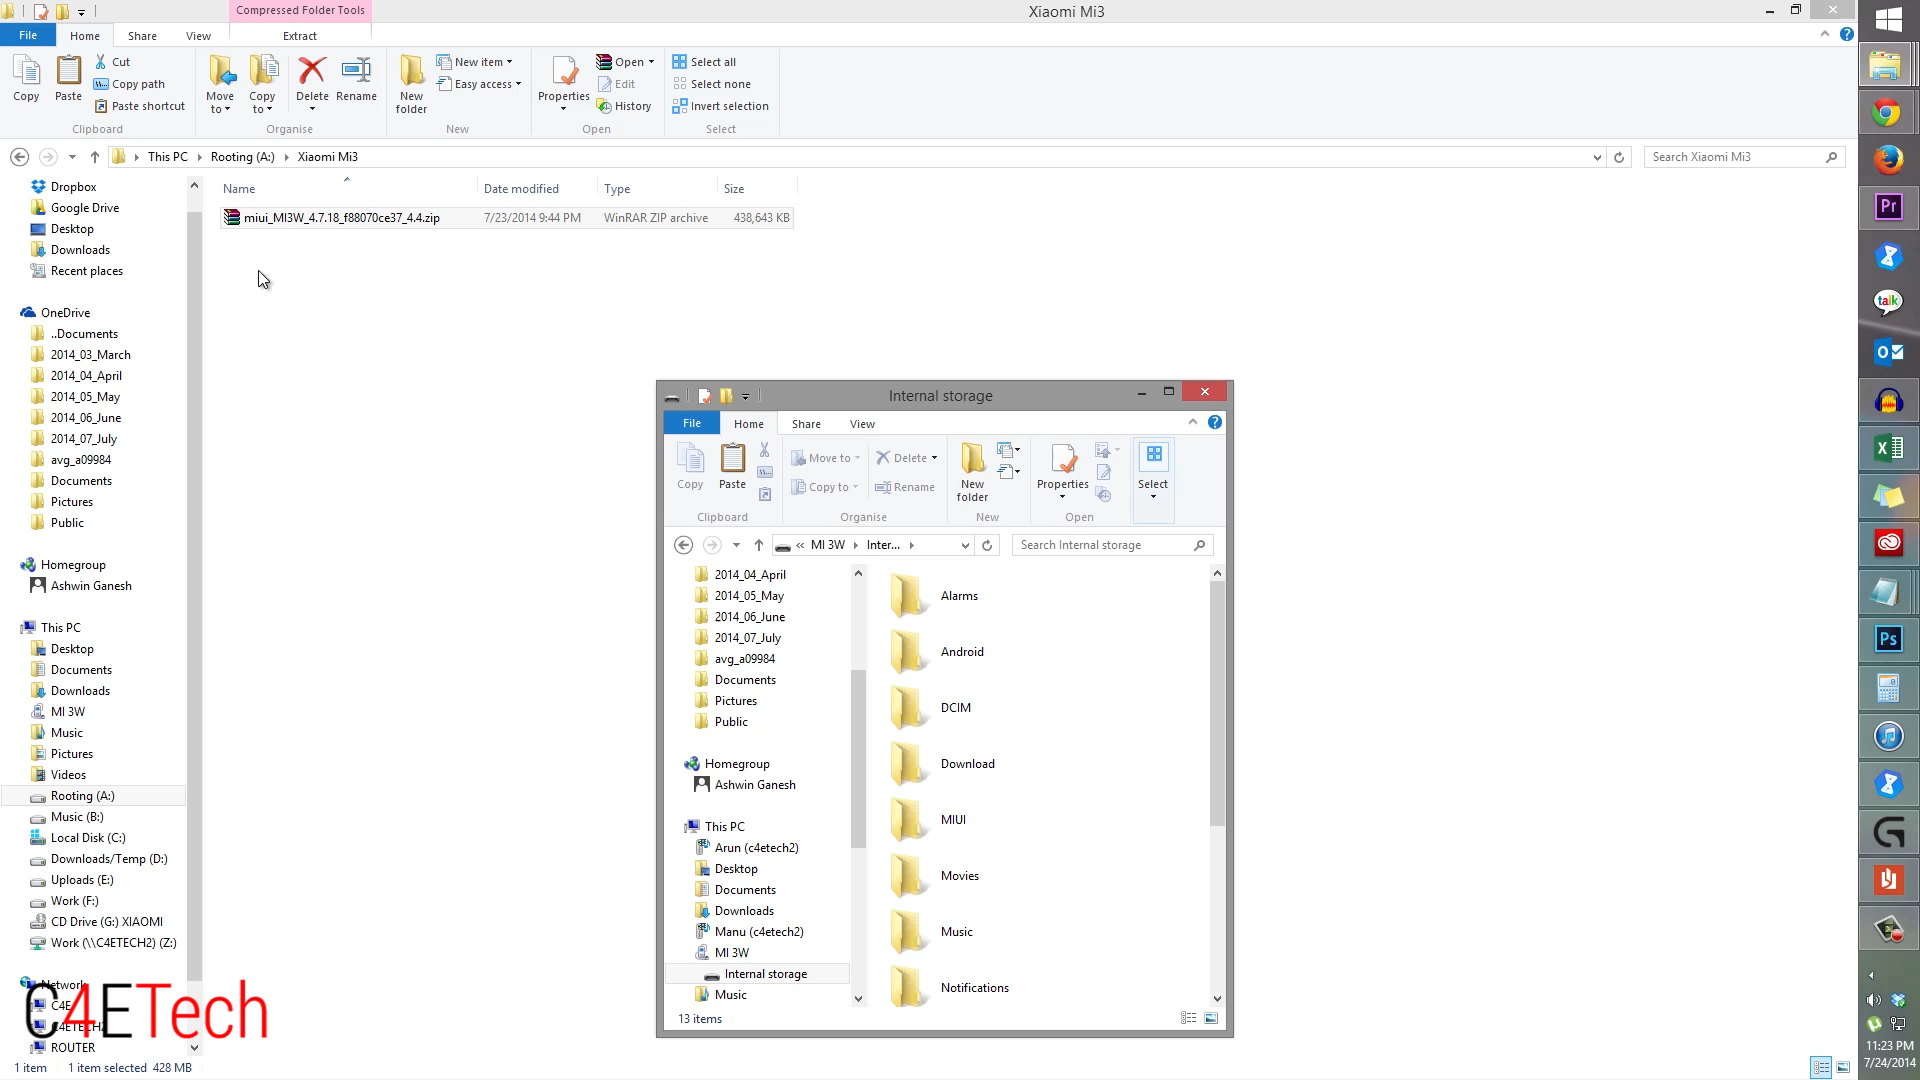 Compressed Folder Tools
Xiaomi Mi3
File
Home
Share
View
Extract
Copy
Paste
Cut
Copy path
Paste shortcut
Clipboard
Move to
Copy to
Delete
Rename
Organise
New folder
New item
Easy access
New
Properties
Open
Edit
History
Open
Select all
Select none
Invert selection
Select
This PC
Rooting (A:)
Xiaomi Mi3
Search Xiaomi Mi3
Name
Date modified
Type
Size
miui_MI3W_4.7.18_f88070ce37_4.4.zip
7/23/2014 9:44 PM
WinRAR ZIP archive
438,643 KB
Dropbox
Google Drive
Desktop
Downloads
Recent places
OneDrive
..Documents
2014_03_March
2014_04_April
2014_05_May
2014_06_June
2014_07_July
avg_a09984
Documents
Pictures
Public
Homegroup
Ashwin Ganesh
This PC
Desktop
Documents
Downloads
MI 3W
Music
Pictures
Videos
Rooting (A:)
Music (B:)
Local Disk (C:)
Downloads/Temp (D:)
Uploads (E:)
Work (F:)
CD Drive (G:) XIAOMI
Work (\\C4ETECH2) (Z:)
Network
C4E
C4ETECH2
ROUTER
C4ETech
1 item
1 item selected 428 MB
Internal storage
File
Home
Share
View
Copy
Paste
Clipboard
Move to
Copy to
Delete
Rename
Organise
New folder
New
Properties
Open
Select
« MI 3W
Inter...
Search Internal storage
2014_04_April
2014_05_May
2014_06_June
2014_07_July
avg_a09984
Documents
Pictures
Public
Homegroup
Ashwin Ganesh
This PC
Arun (c4etech2)
Desktop
Documents
Downloads
Manu (c4etech2)
MI 3W
Internal storage
Music
Alarms
Android
DCIM
Download
MIUI
Movies
Music
Notifications
13 items
Pr
talk
Ps
11:23 PM
7/24/2014